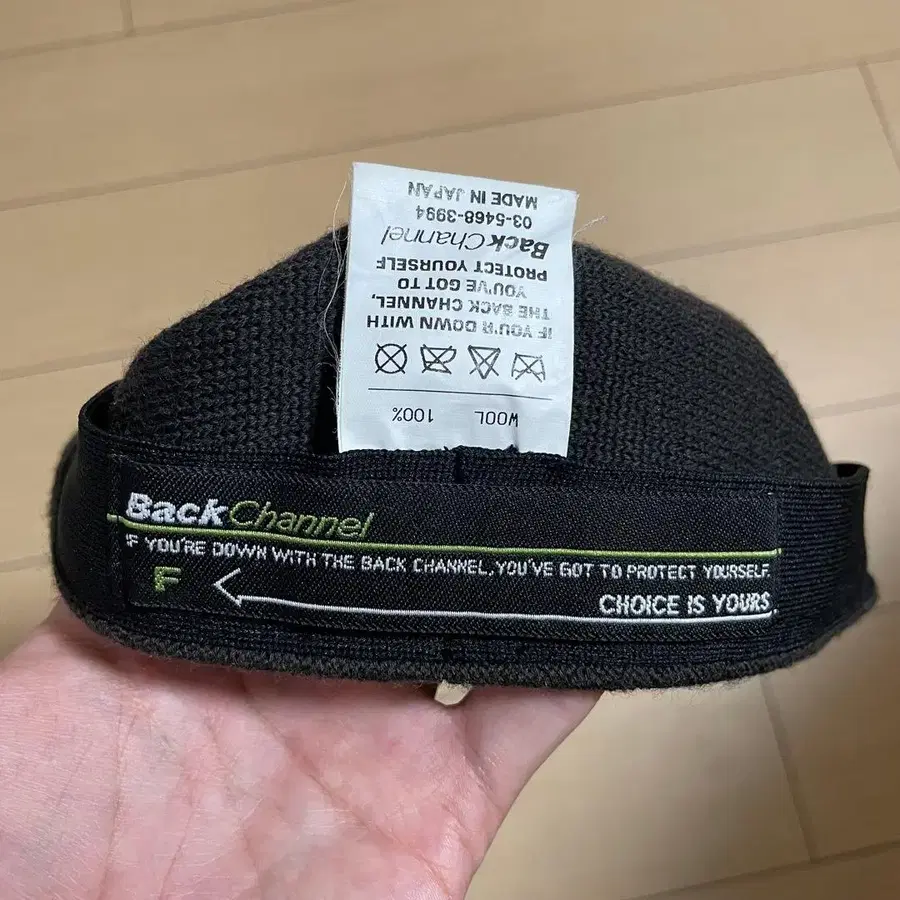 MADE IN JAPAN
03-5468-3994
Back Channel
PROTECT YOURSELF
YOU'VE GOT TO
THE BACK CHANNEL,
IF YOU'R DOWN WITH
WOOL 100%
Back Channel
IF YOU'RE DOWN WITH THE BACK CHANNEL, YOU'VE GOT TO PROTECT YOURSELF.
F
CHOICE IS YOURS